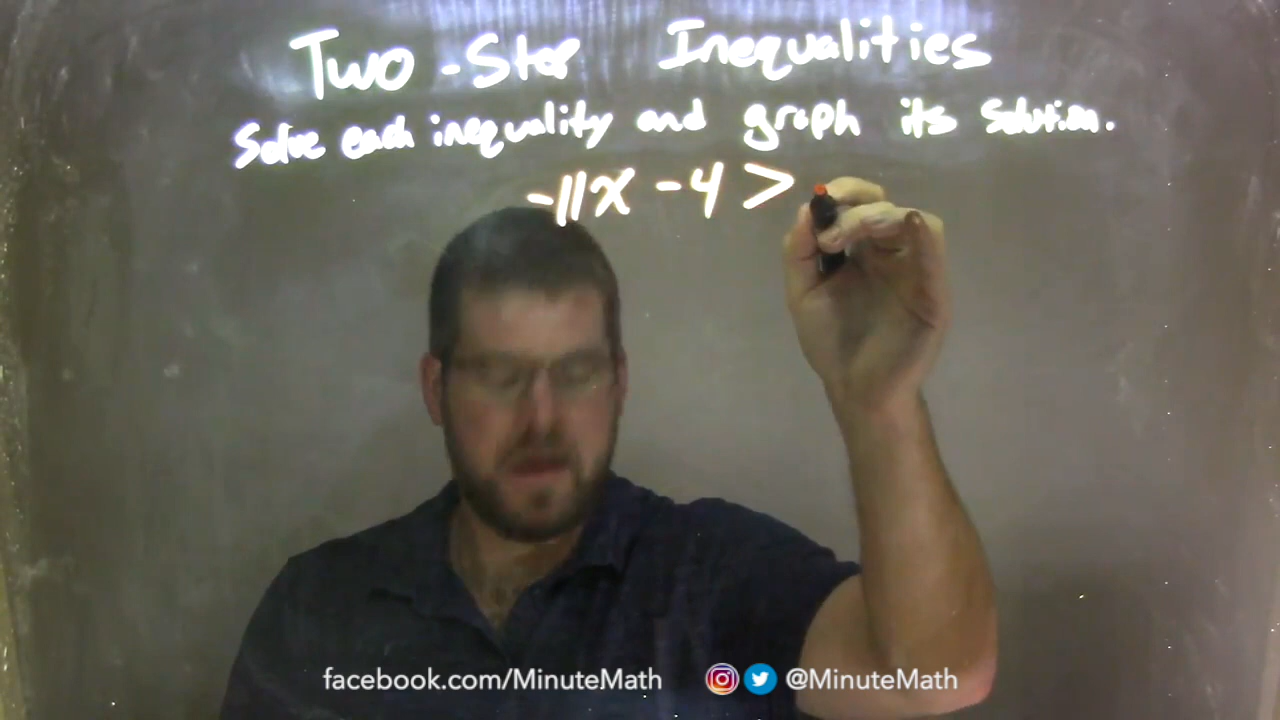 Two-Step Inequalities
Solve each inequality and graph its solution.
-11x - 4 >
facebook.com/MinuteMath @MinuteMath